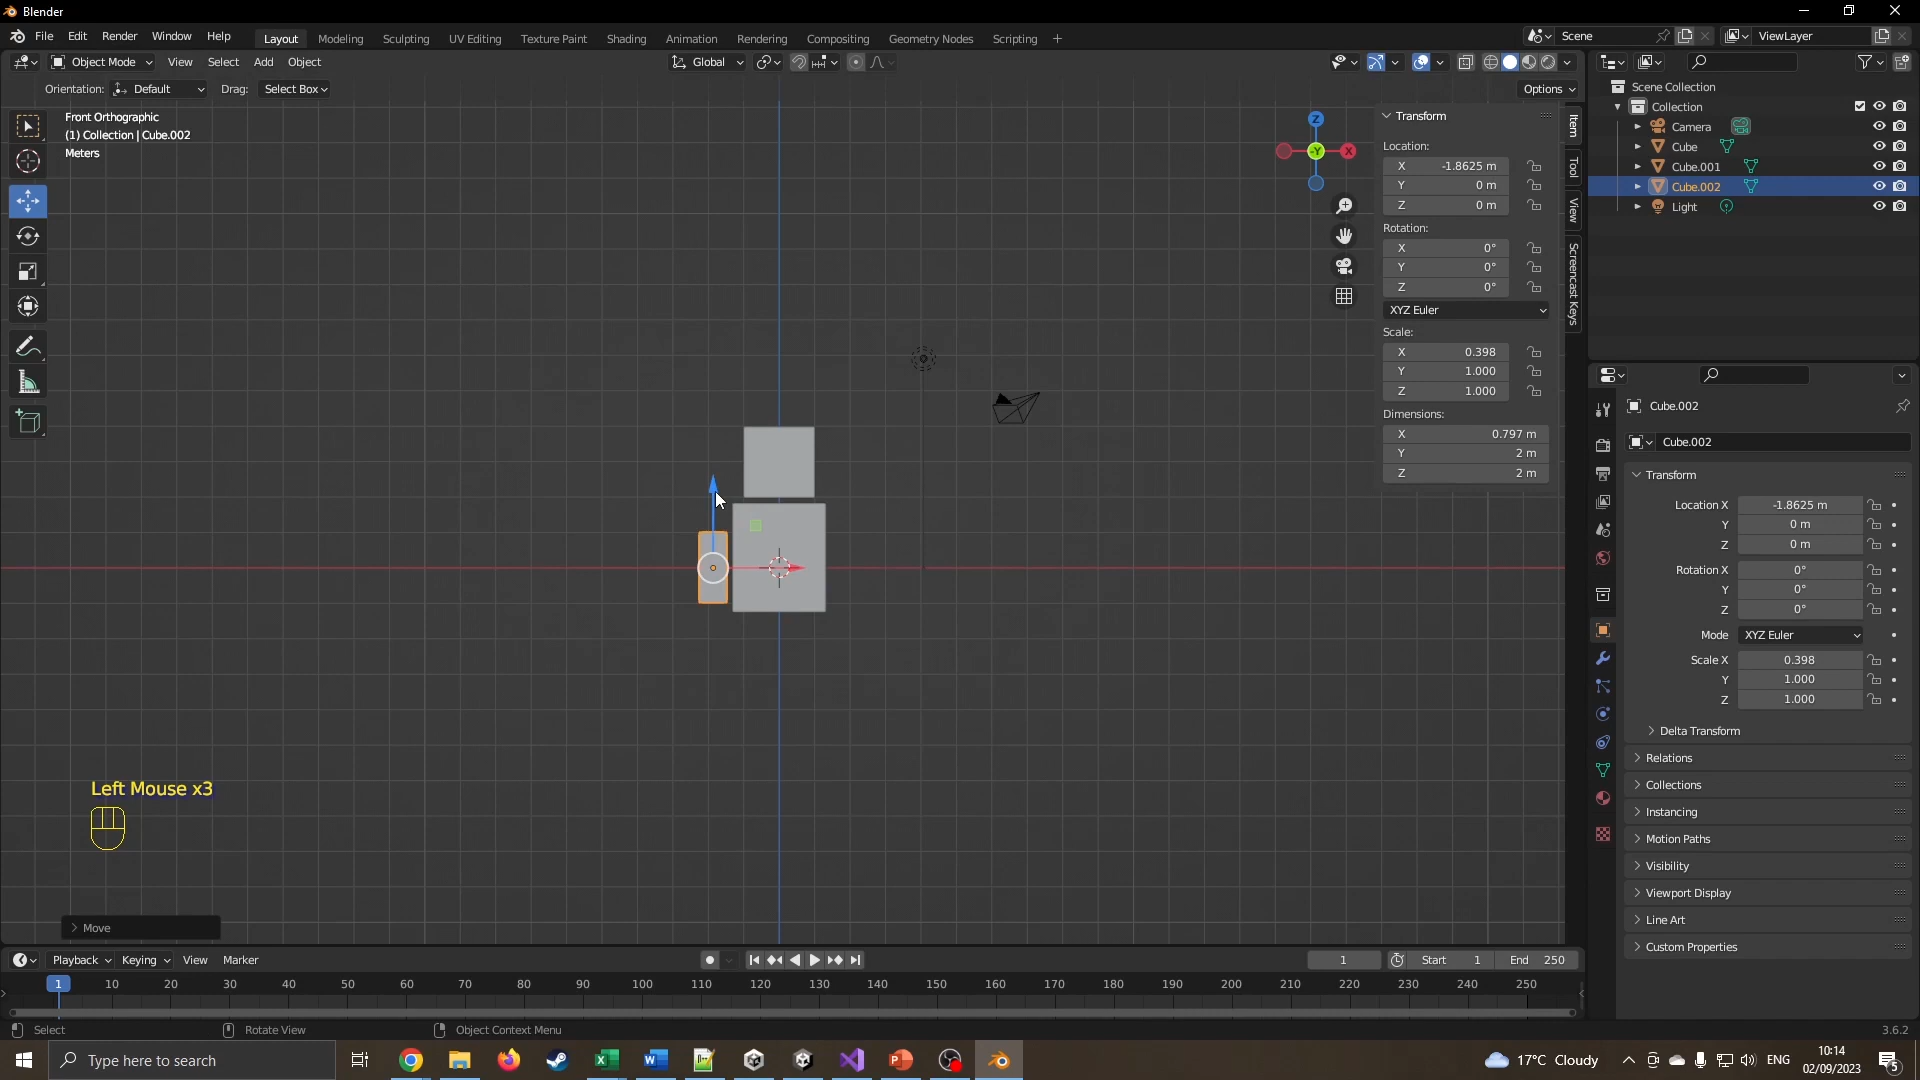 Blender
File Edit Render Window Help Layout Modeling Sculpting UV Editing Texture Paint Shading Animation Rendering Compositing Geometry Nodes Scripting + Scene ViewLayer
Object Mode View Select Add Object Global
Orientation: Default Drag: Select Box Options
Scene Collection
Collection
Camera
Cube
Cube.001
Cube.002
Light
Front Orthographic
(1) Collection | Cube.002
Meters
Z
-Y X
Transform
Location:
X -1.8625 m
Y 0 m
Z 0 m
Rotation:
X 0°
Y 0°
Z 0°
XYZ Euler
Scale:
X 0.398
Y 1.000
Z 1.000
Dimensions:
X 0.797 m
Y 2 m
Z 2 m
Item
Tool
View
Screencast Keys
Cube.002
Cube.002
Transform
Location X -1.8625 m
Y 0 m
Z 0 m
Rotation X 0°
Y 0°
Z 0°
Mode XYZ Euler
Scale X 0.398
Y 1.000
Z 1.000
Delta Transform
Relations
Collections
Instancing
Motion Paths
Visibility
Viewport Display
Line Art
Custom Properties
Left Mouse x3
Move
Playback Keying View Marker 1 Start 1 End 250
1 10 20 30 40 50 60 70 80 90 100 110 120 130 140 150 160 170 180 190 200 210 220 230 240 250
Select Rotate View Object Context Menu 3.6.2
Type here to search 17°C Cloudy ENG 10:14
02/09/2023
5